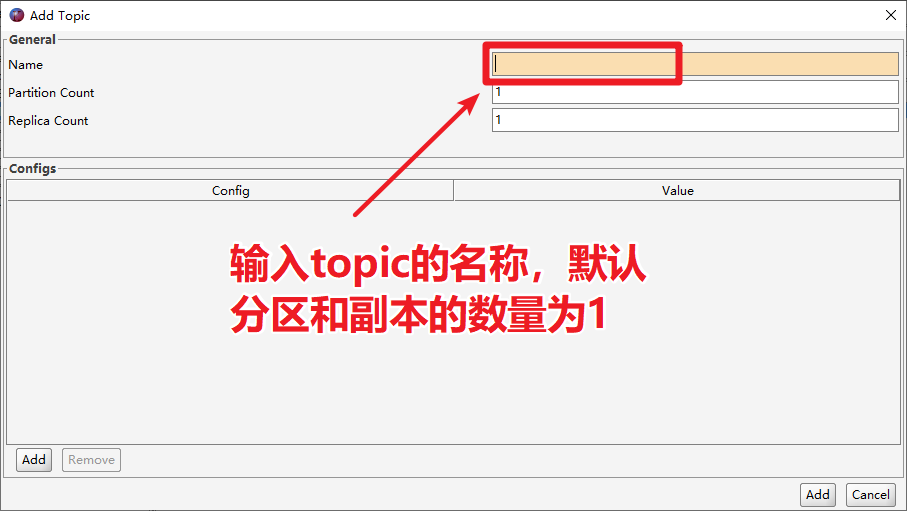 Add Topic
General
Name
Partition Count
1
Replica Count
1
Configs
Config Value
输入topic的名称，默认
分区和副本的数量为1
Add Remove
Add Cancel